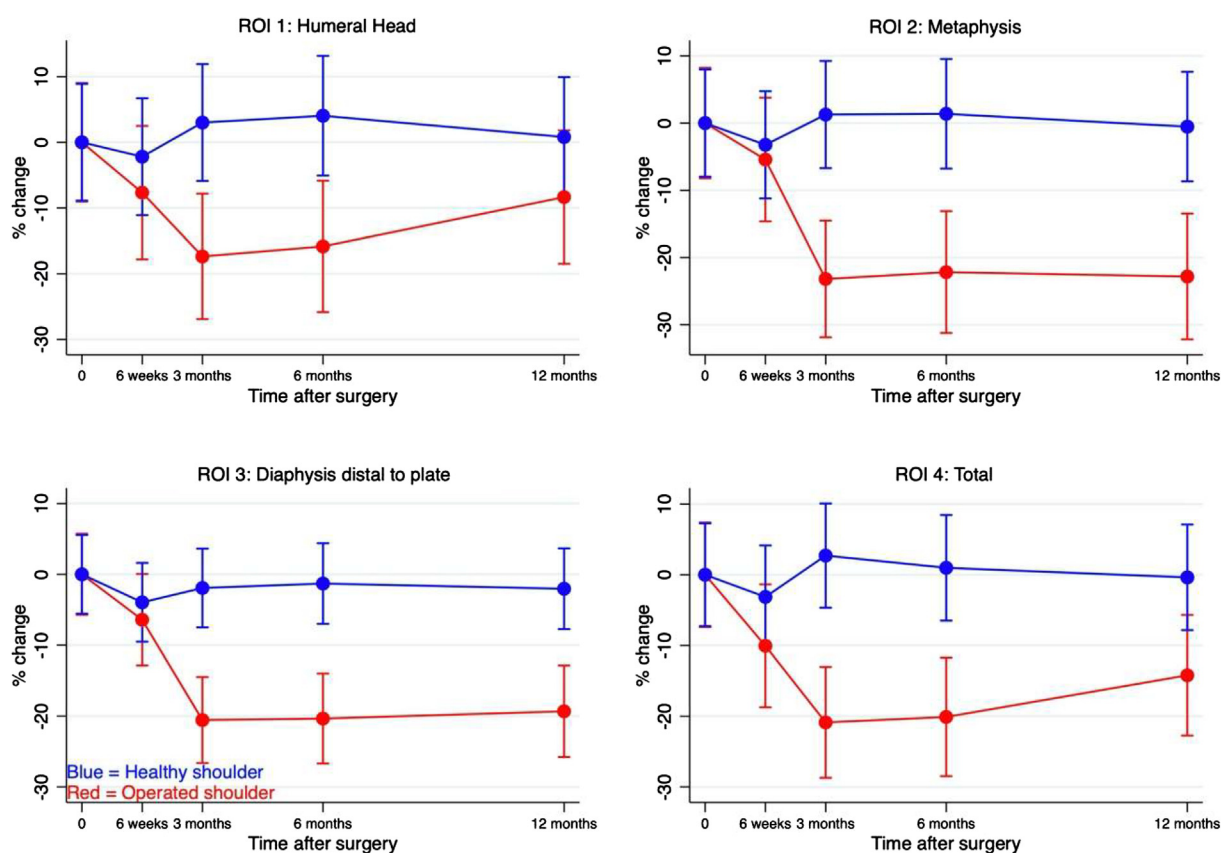 ROI 1: Humeral Head
% change
10
0
-10
-20
-30
0 6 weeks 3 months 6 months 12 months
Time after surgery
ROI 2: Metaphysis
% change
10
0
-10
-20
-30
0 6 weeks 3 months 6 months 12 months
Time after surgery
ROI 3: Diaphysis distal to plate
% change
10
0
-10
-20
-30
Blue = Healthy shoulder
Red = Operated shoulder
0 6 weeks 3 months 6 months 12 months
Time after surgery
ROI 4: Total
% change
10
0
-10
-20
-30
0 6 weeks 3 months 6 months 12 months
Time after surgery